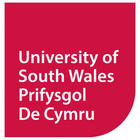 University of
South Wales
Prifysgol
De Cymru